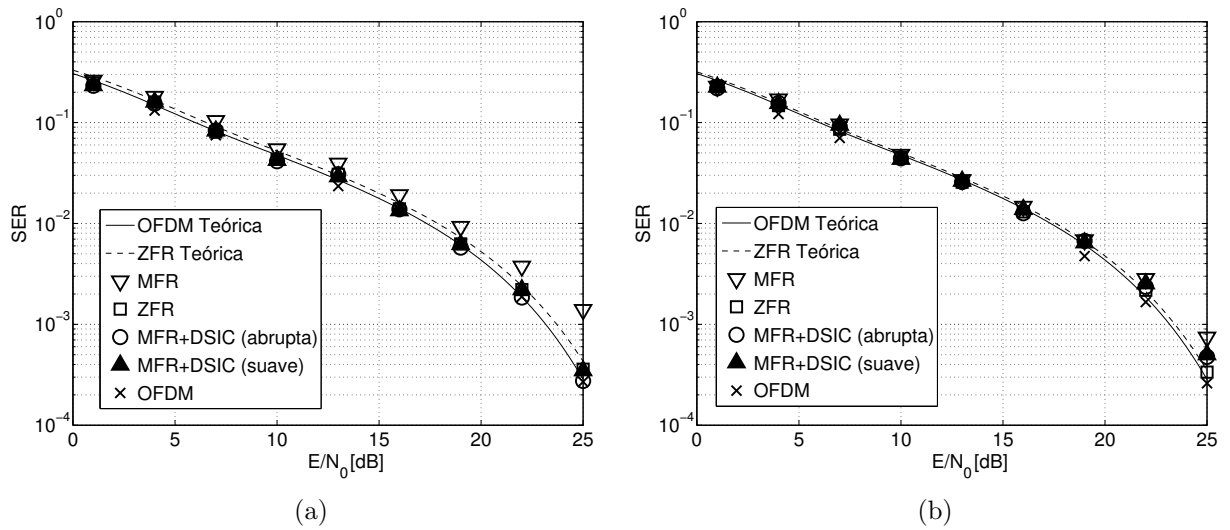 10^0
10^-1
10^-2
10^-3
10^-4
SER
0 5 10 15 20 25
E/N_0[dB]
OFDM Teórica
ZFR Teórica
MFR
ZFR
MFR+DSIC (abrupta)
MFR+DSIC (suave)
OFDM
(a)
10^0
10^-1
10^-2
10^-3
10^-4
SER
0 5 10 15 20 25
E/N_0[dB]
OFDM Teórica
ZFR Teórica
MFR
ZFR
MFR+DSIC (abrupta)
MFR+DSIC (suave)
OFDM
(b)